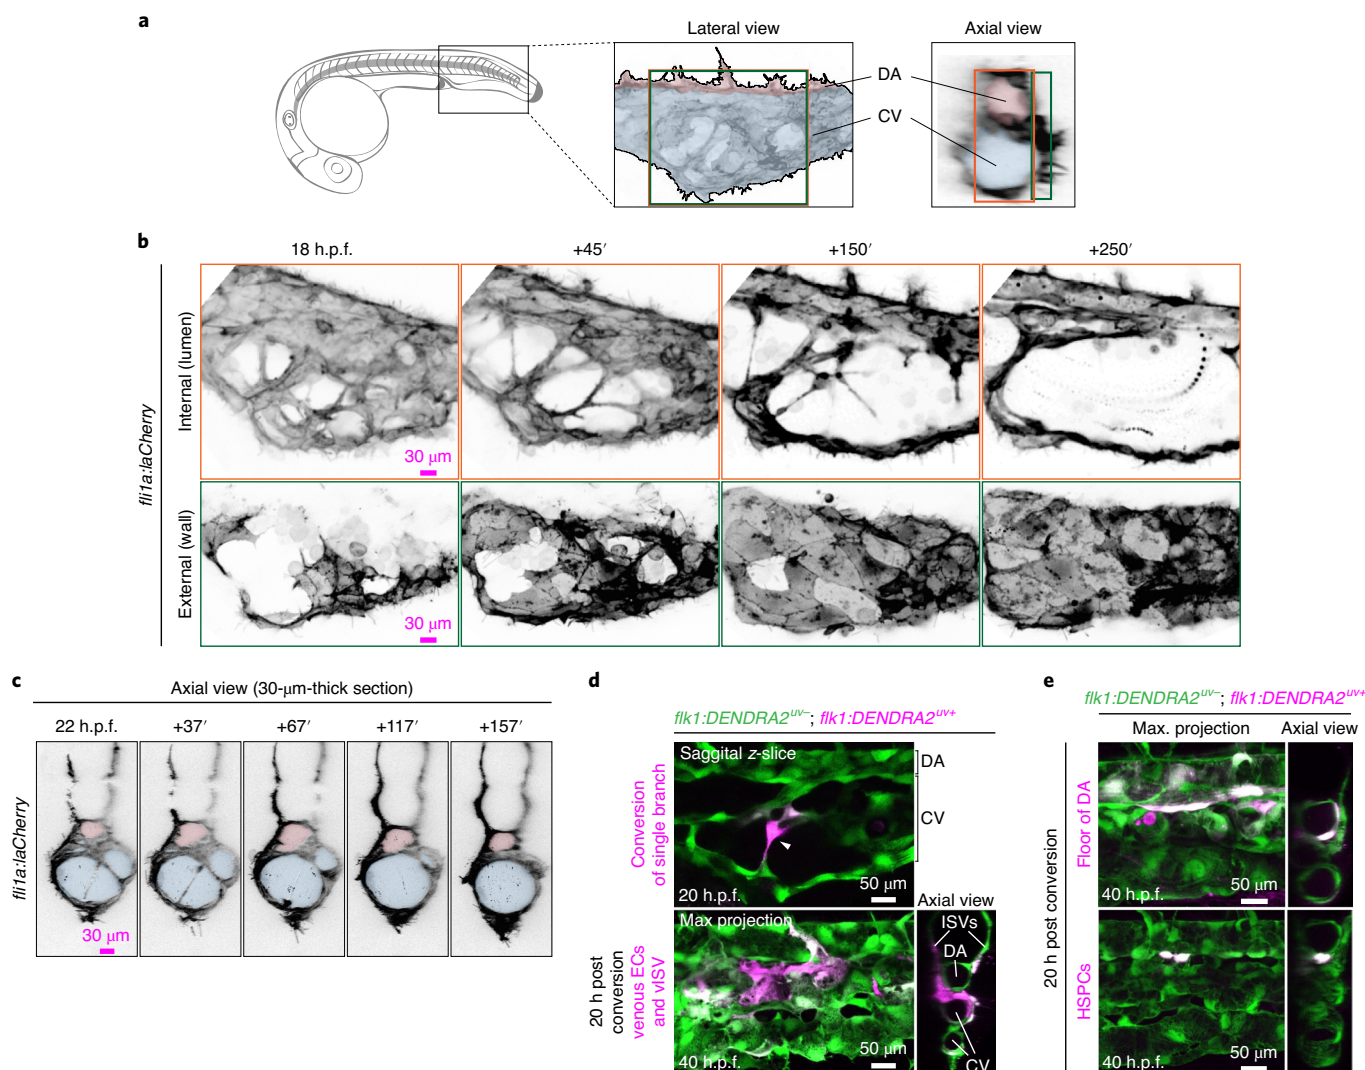 a
Lateral view
Axial view
DA
CV
b
18 h.p.f.
+45′
+150′
+250′
fli1a:laCherry
Internal (lumen)
30 μm
External (wall)
30 μm
c
Axial view (30-μm-thick section)
22 h.p.f.
+37′
+67′
+117′
+157′
fli1a:laCherry
30 μm
d
flk1:DENDRA2uv–; flk1:DENDRA2uv+
Conversion
of single branch
Saggital z-slice
DA
CV
20 h.p.f.
50 μm
20 h post
conversion
venous ECs
and vISV
Max projection
40 h.p.f.
50 μm
Axial view
ISVs
DA
CV
e
flk1:DENDRA2uv–; flk1:DENDRA2uv+
Max. projection
Axial view
20 h post conversion
Floor of DA
40 h.p.f.
50 μm
HSPCs
40 h.p.f.
50 μm